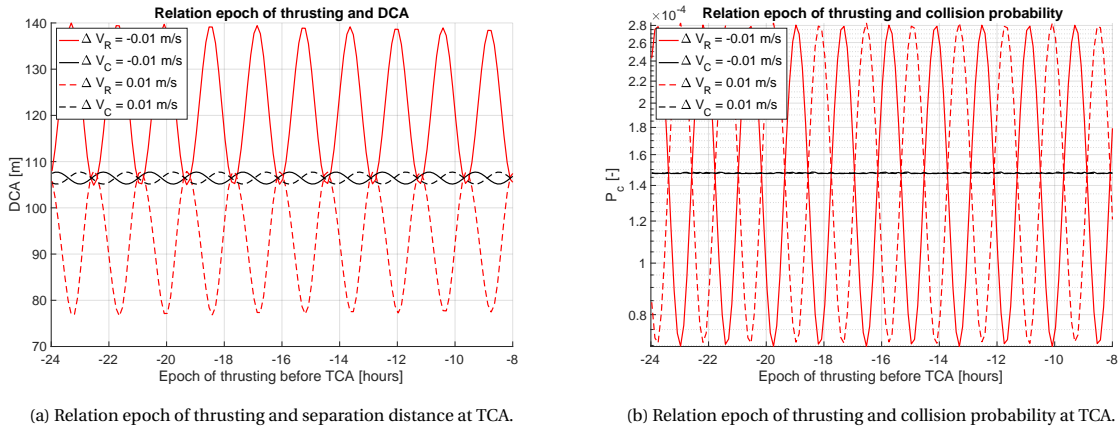 Relation epoch of thrusting and DCA
140
130
120
110
100
90
80
70
DCA [m]
Δ V_R = -0.01 m/s
Δ V_C = -0.01 m/s
Δ V_R = 0.01 m/s
Δ V_C = 0.01 m/s
-24 -22 -20 -18 -16 -14 -12 -10 -8
Epoch of thrusting before TCA [hours]
(a) Relation epoch of thrusting and separation distance at TCA.
×10⁻⁴
Relation epoch of thrusting and collision probability
2.8
2.6
2.4
2
1.8
1.6
1.4
1.2
1
0.8
P_c [-]
Δ V_R = -0.01 m/s
Δ V_C = -0.01 m/s
Δ V_R = 0.01 m/s
Δ V_C = 0.01 m/s
-24 -22 -20 -18 -16 -14 -12 -10 -8
Epoch of thrusting before TCA [hours]
(b) Relation epoch of thrusting and collision probability at TCA.